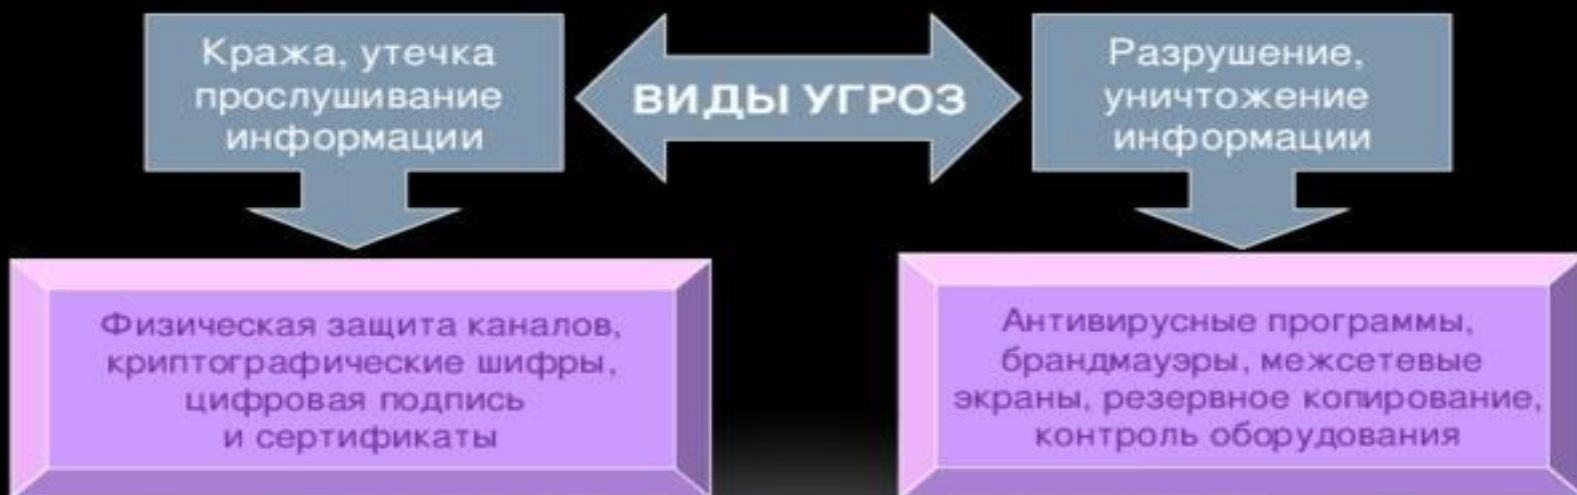 Кража, утечка
прослушивание
информации
ВИДЫ УГРОЗ
Разрушение,
уничтожение
информации
Физическая защита каналов,
криптографические шифры,
цифровая подпись
и сертификаты
Антивирусные программы,
брандмауэры, межсетевые
экраны, резервное копирование,
контроль оборудования